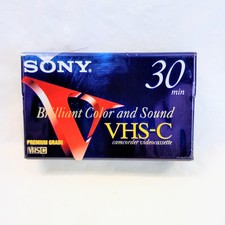 SONY 30
min
Brilliant Color and Sound
VHS-C
camcorder videocassette
PREMIUM GRADE
VHS C